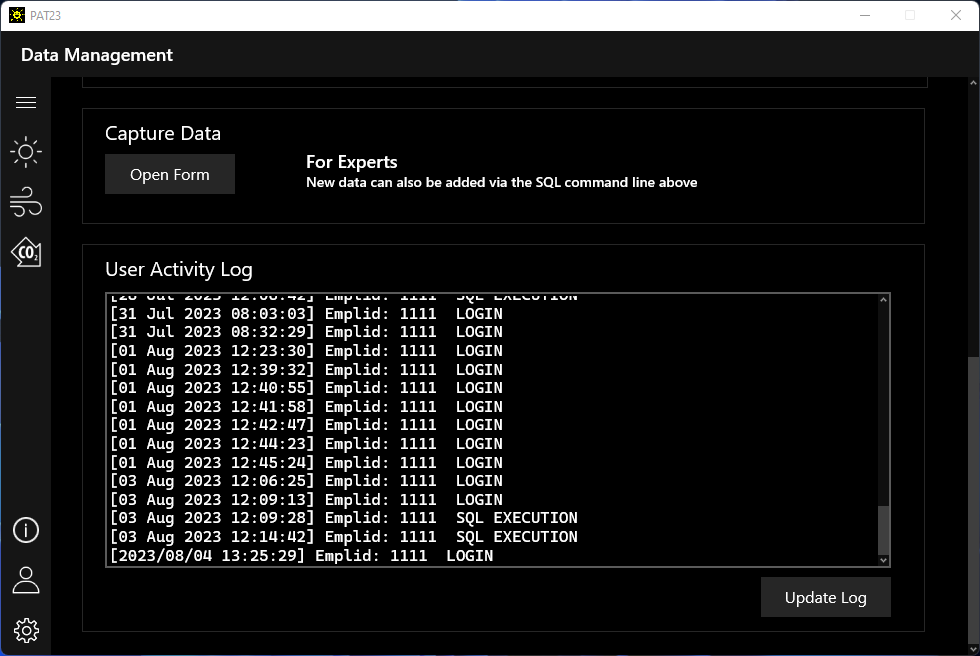 PAT23
Data Management
Capture Data
Open Form
For Experts
New data can also be added via the SQL command line above
CO2
User Activity Log
[28 Jul 2023 12:08:42] Emplid: 1111  SQL EXECUTION
[31 Jul 2023 08:03:03] Emplid: 1111  LOGIN
[31 Jul 2023 08:32:29] Emplid: 1111  LOGIN
[01 Aug 2023 12:23:30] Emplid: 1111  LOGIN
[01 Aug 2023 12:39:32] Emplid: 1111  LOGIN
[01 Aug 2023 12:40:55] Emplid: 1111  LOGIN
[01 Aug 2023 12:41:58] Emplid: 1111  LOGIN
[01 Aug 2023 12:42:47] Emplid: 1111  LOGIN
[01 Aug 2023 12:44:23] Emplid: 1111  LOGIN
[01 Aug 2023 12:45:24] Emplid: 1111  LOGIN
[03 Aug 2023 12:06:25] Emplid: 1111  LOGIN
[03 Aug 2023 12:09:13] Emplid: 1111  LOGIN
[03 Aug 2023 12:09:28] Emplid: 1111  SQL EXECUTION
[03 Aug 2023 12:14:42] Emplid: 1111  SQL EXECUTION
[2023/08/04 13:25:29] Emplid: 1111  LOGIN
Update Log